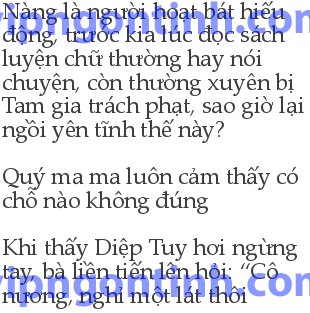 Nàng là người hoạt bát hiếu
động, trước kia lúc đọc sách
luyện chữ thường hay nói
chuyện, còn thường xuyên bị
Tam gia trách phạt, sao giờ lại
ngồi yên tĩnh thế này?
Quý ma ma luôn cảm thấy có
chỗ nào không đúng
Khi thấy Diệp Tuy hơi ngừng
tay, bà liền tiến lên hỏi: “Cô
nương, nghỉ một lát thôi